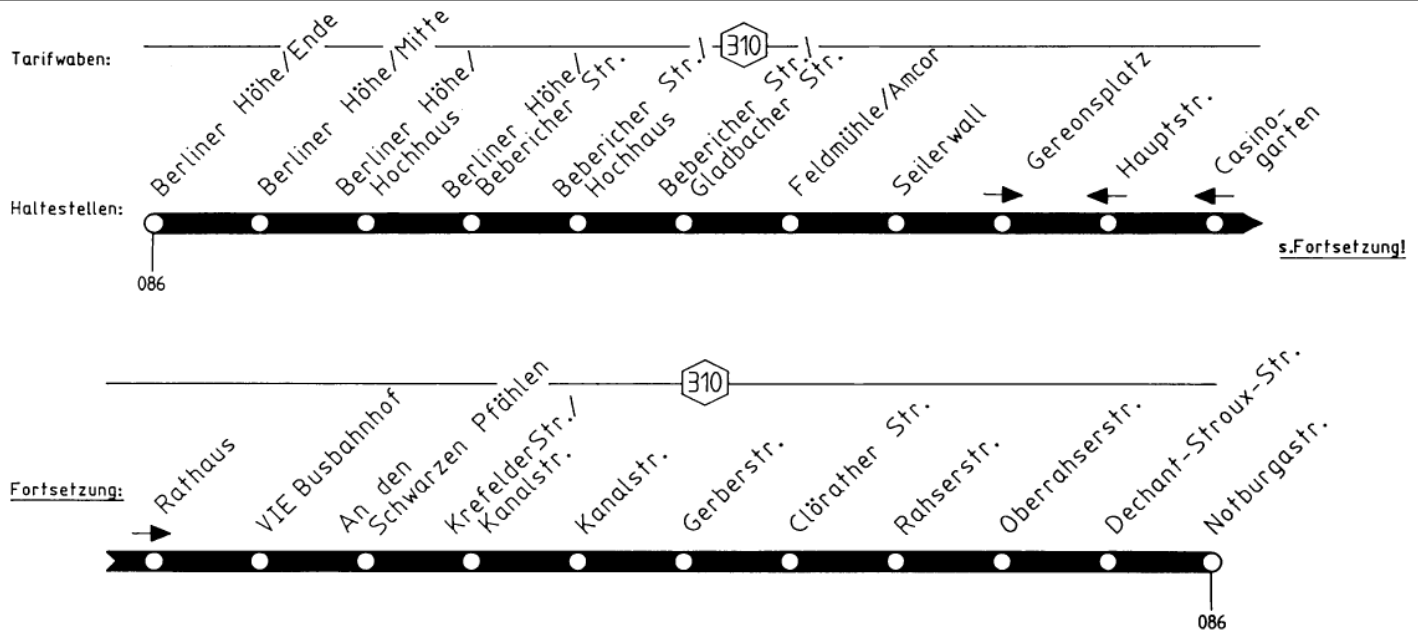 Tarifwaben:
310
Berliner Höhe/Ende
Berliner Höhe/Mitte
Berliner Höhe/
Hochhaus
Berliner Höhe/
Bebericher Str.
Bebericher Str./
Hochhaus
Bebericher Str./
Gladbacher Str.
Feldmühle/Amcor
Seilerwall
Gereonsplatz
Hauptstr.
Casino-
garten
Haltestellen:
s.Fortsetzung!
086
310
Fortsetzung:
Rathaus
VIE Busbahnhof
An den
Schwarzen Pfählen
KrefelderStr./
Kanalstr.
Kanalstr.
Gerberstr.
Clörather Str.
Rahserstr.
Oberrahserstr.
Dechant-Stroux-Str.
Notburgastr.
086